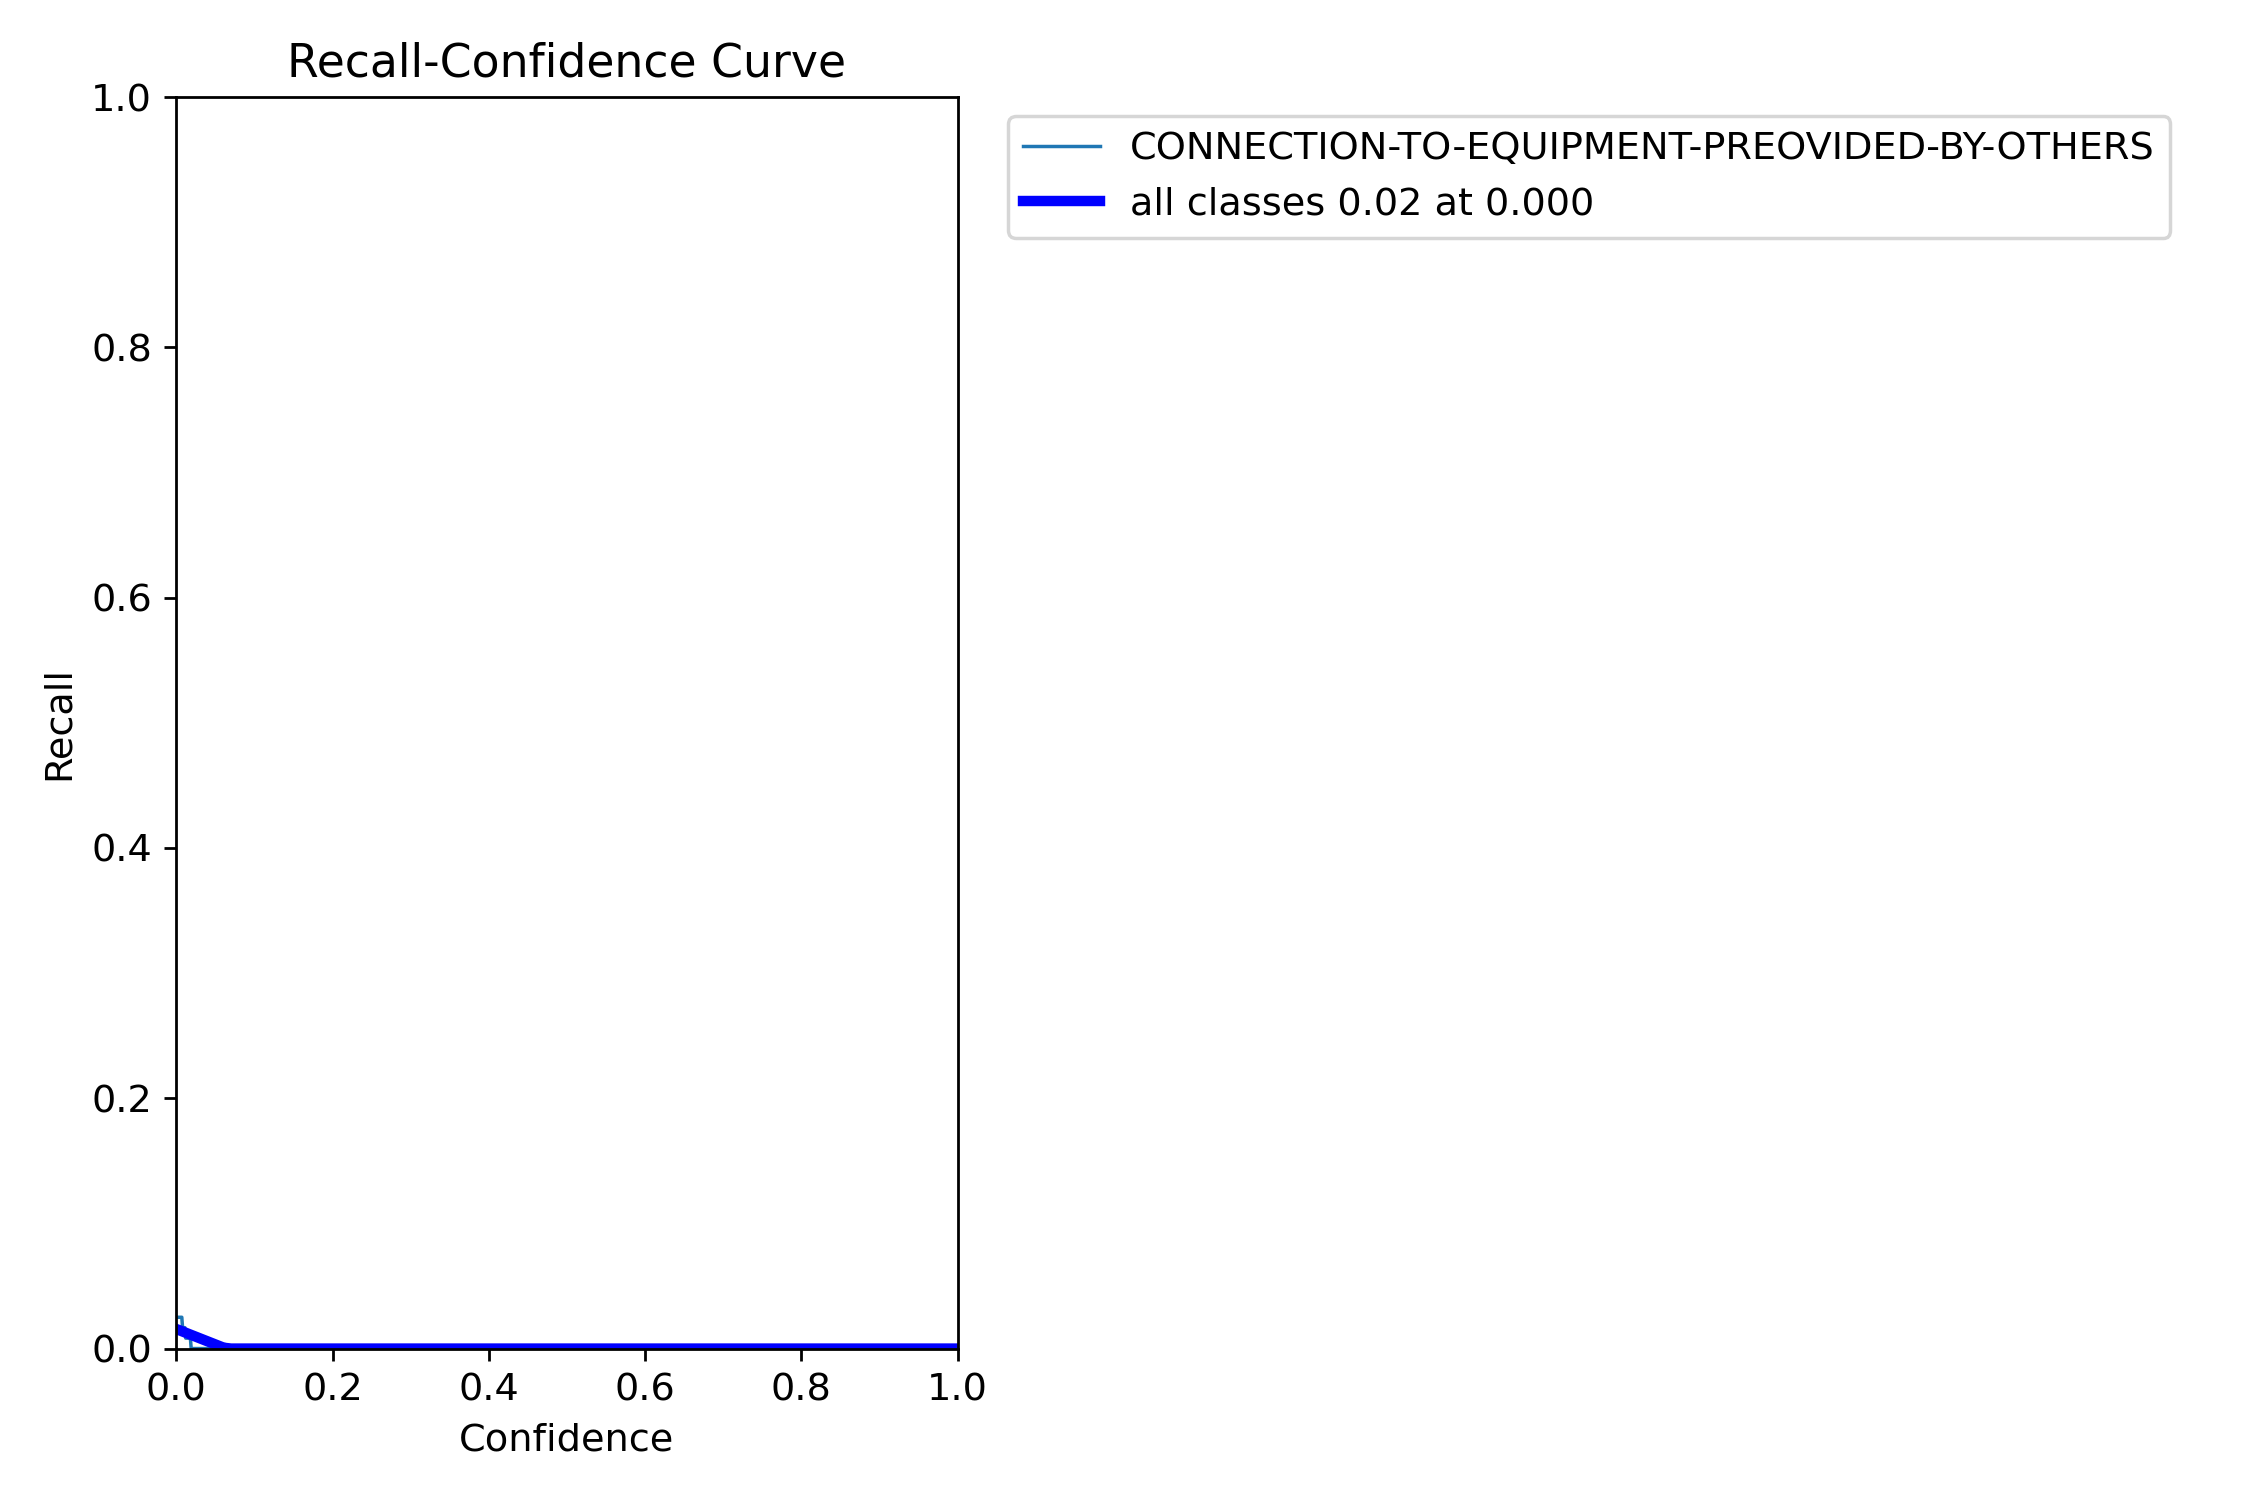 Recall-Confidence Curve
1.0
0.8
0.6
0.4
0.2
0.0
Recall
0.0 0.2 0.4 0.6 0.8 1.0
Confidence
CONNECTION-TO-EQUIPMENT-PREOVIDED-BY-OTHERS
all classes 0.02 at 0.000